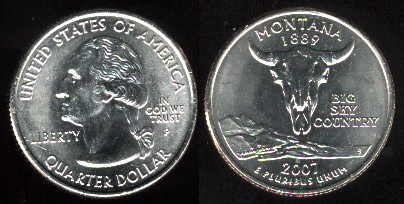 UNITED STATES OF AMERICA
LIBERTY
IN
GOD WE
TRUST
P
QUARTER DOLLAR
MONTANA
1889
BIG
SKY
COUNTRY
2007
E PLURIBUS UNUM